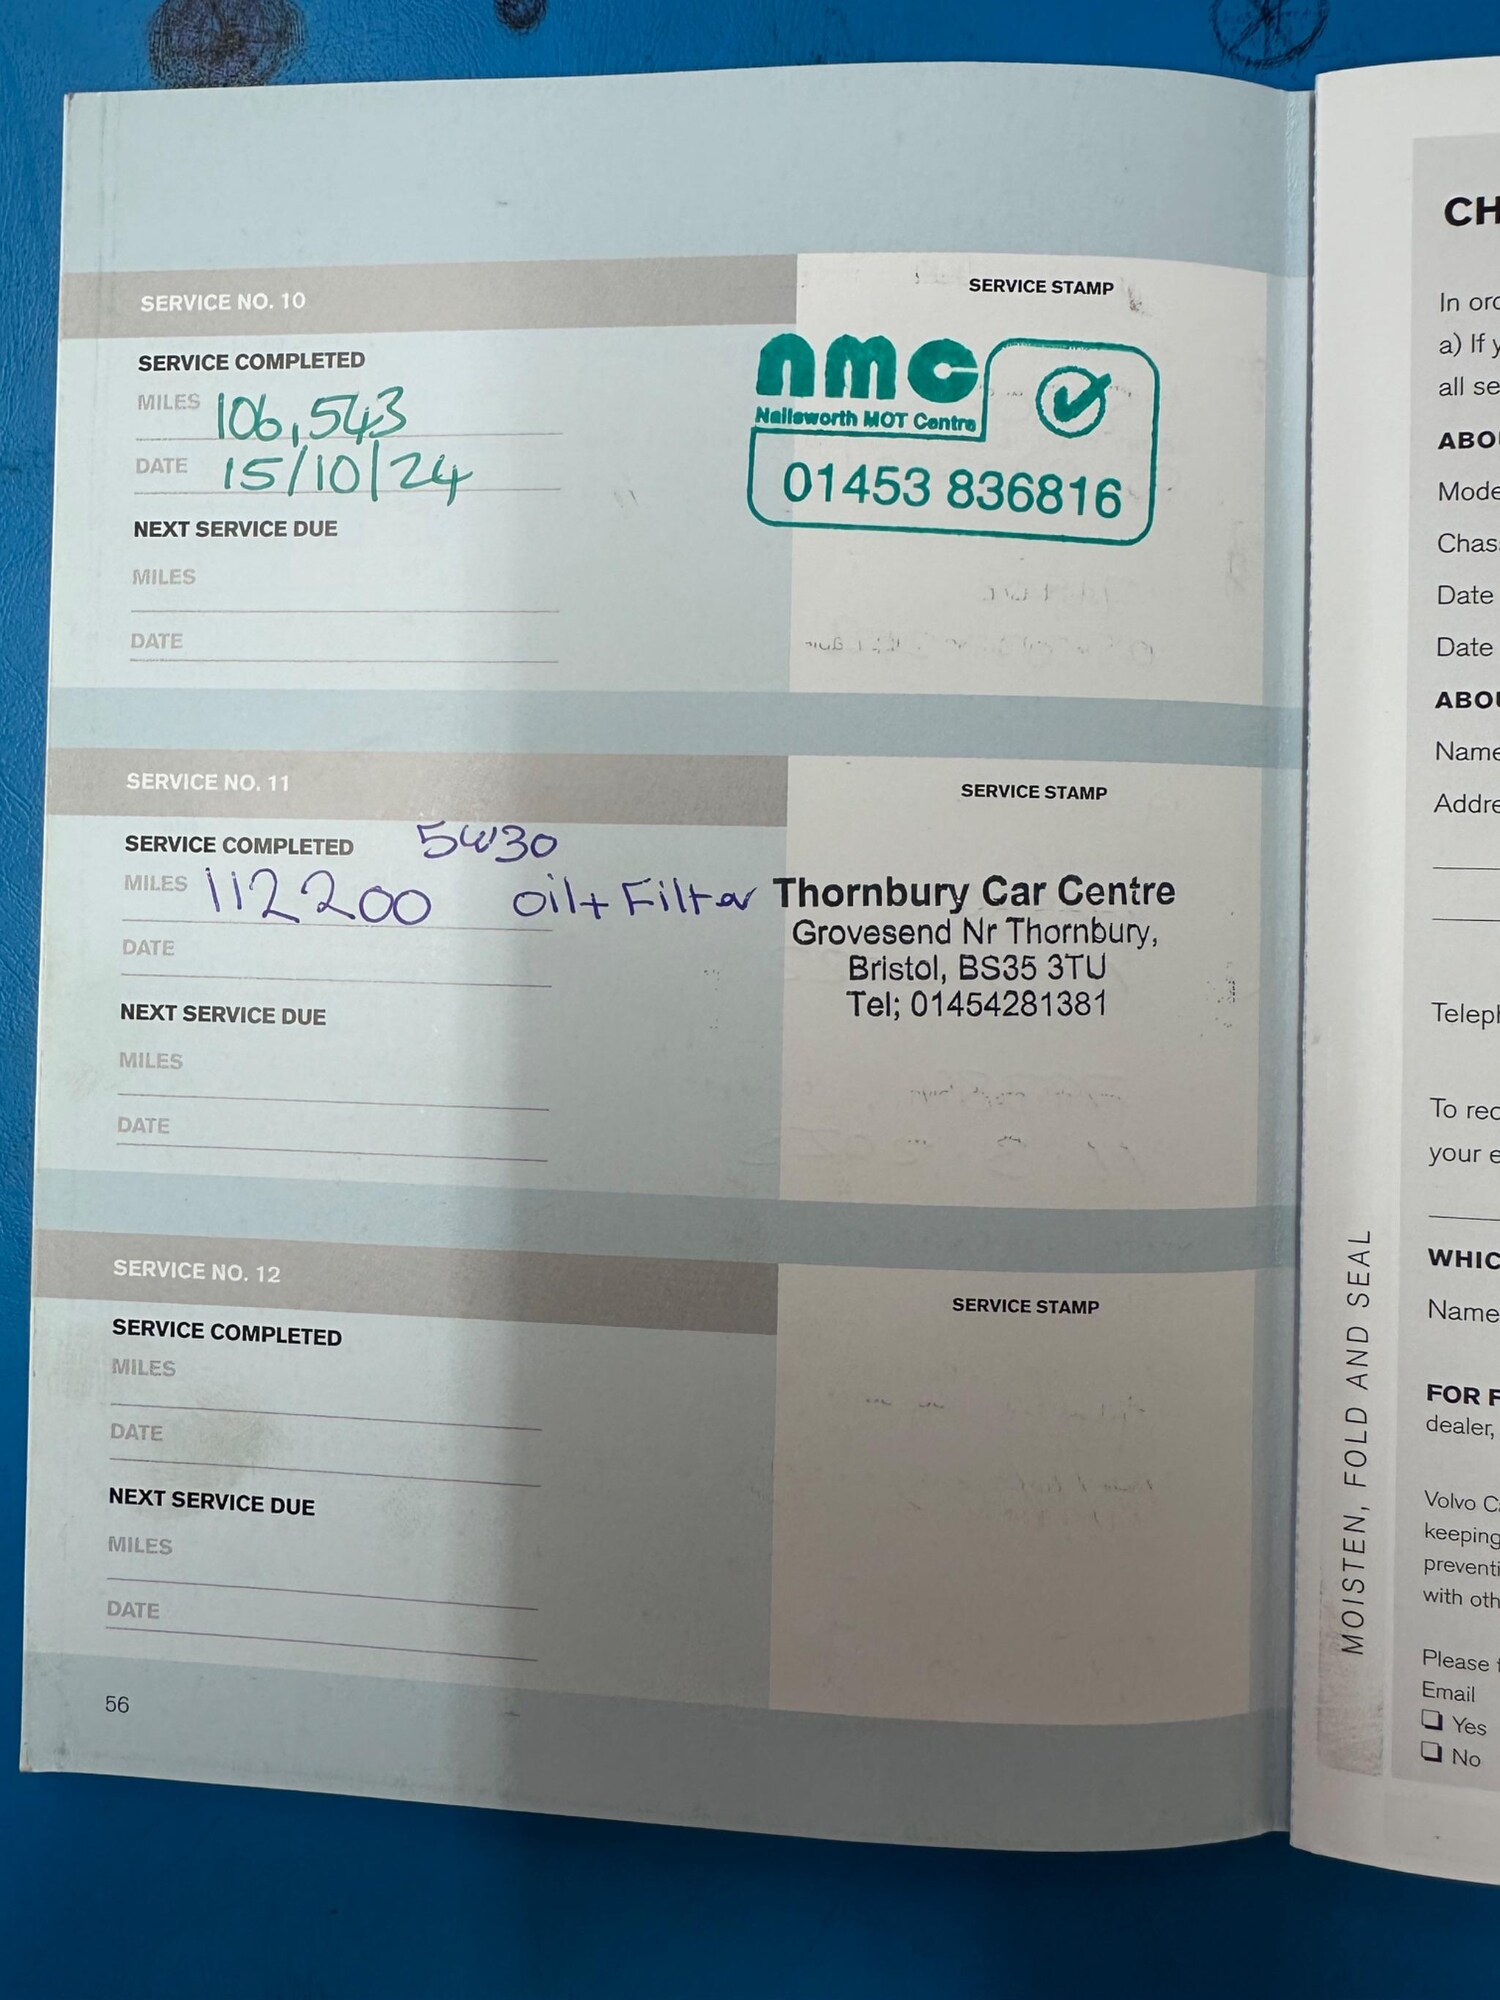 SERVICE NO. 10
SERVICE STAMP
SERVICE COMPLETED
MILES 106,543
DATE 15/10/24
nmc
Nailsworth MOT Centre
01453 836816
NEXT SERVICE DUE
MILES
DATE
SERVICE NO. 11
SERVICE STAMP
SERVICE COMPLETED 5W30
MILES 112200 Oil + Filter
DATE
Thornbury Car Centre
Grovesend Nr Thornbury,
Bristol, BS35 3TU
Tel; 01454281381
NEXT SERVICE DUE
MILES
DATE
SERVICE NO. 12
SERVICE STAMP
SERVICE COMPLETED
MILES
DATE
NEXT SERVICE DUE
MILES
DATE
56
MOISTEN, FOLD AND SEAL
CH
In
a) If
all se
ABO
Mode
Chas
Date
Date
ABOU
Name
Addre
Telep
To rec
your e
WHIC
Name
FOR F
dealer,
Volvo C
keeping
preventi
with oth
Please
Email
Yes
No